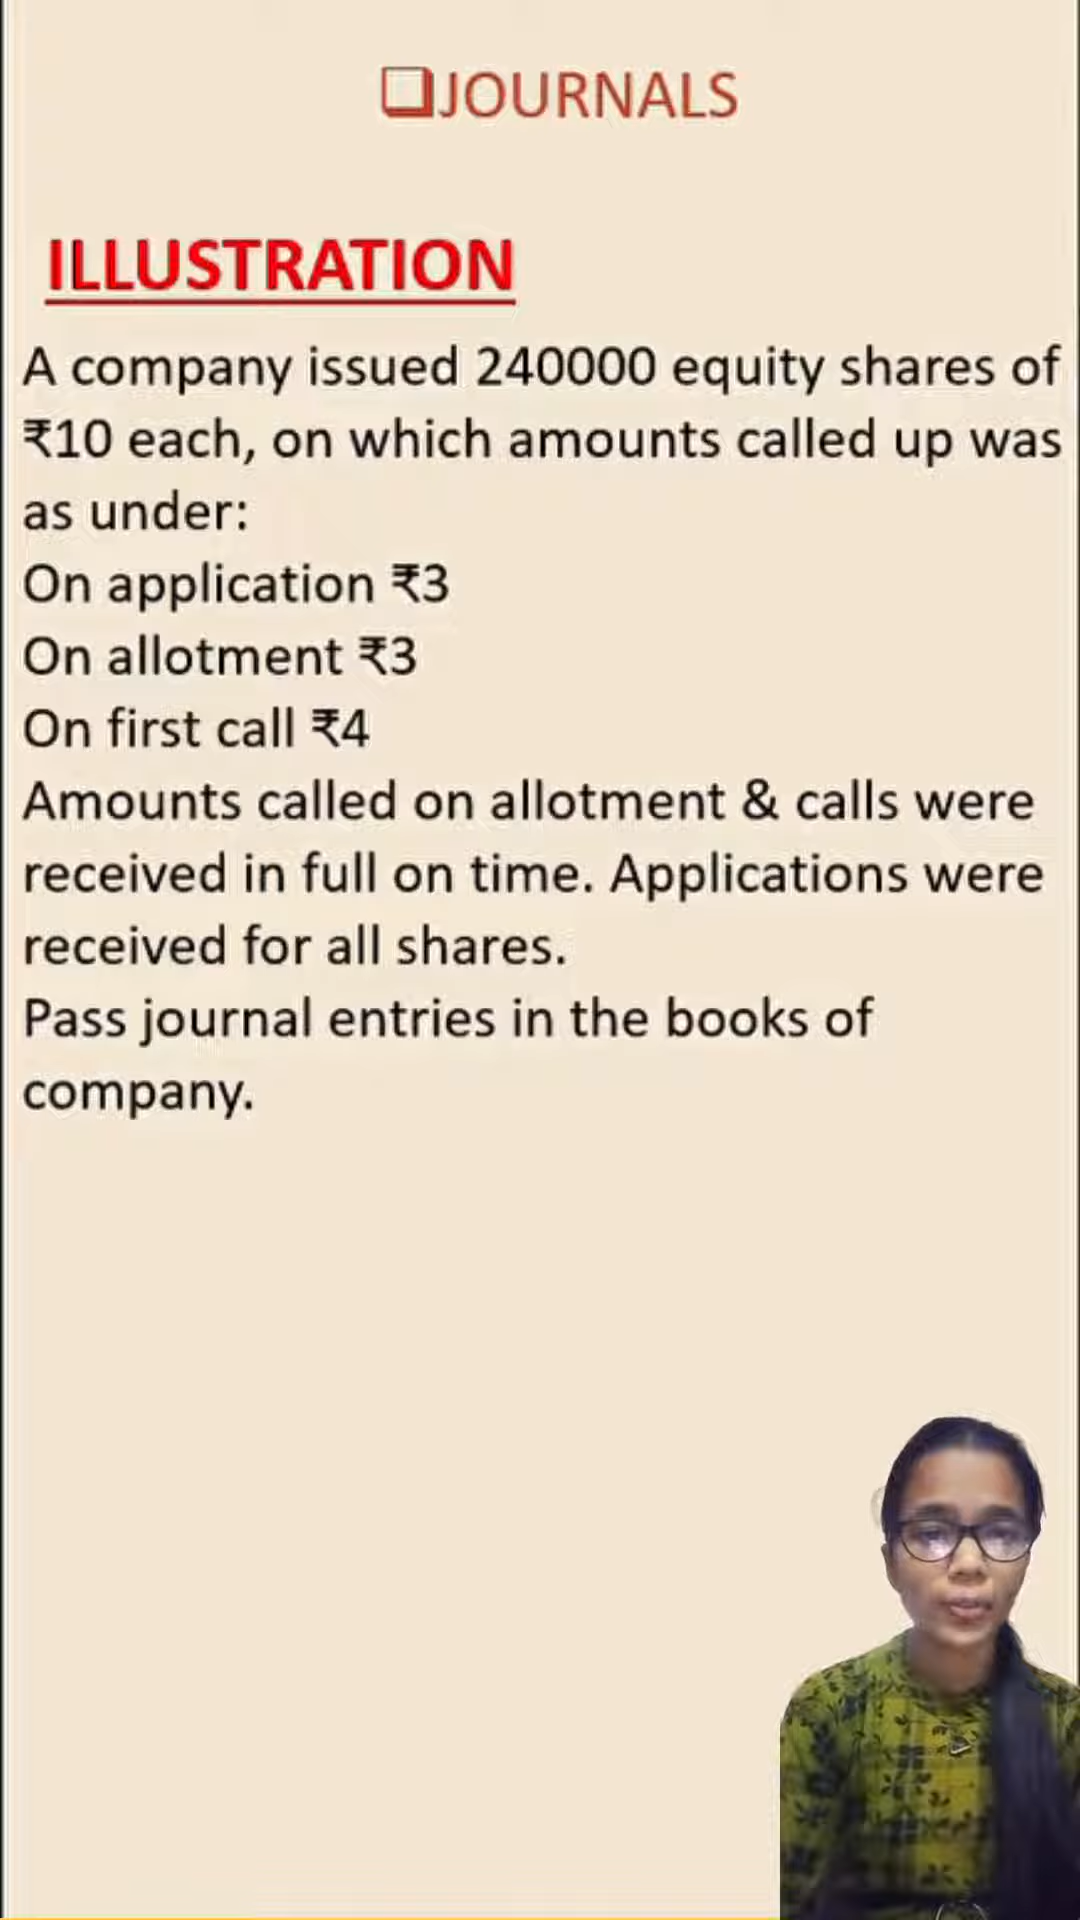 ❑JOURNALS
ILLUSTRATION
A company issued 240000 equity shares of
₹10 each, on which amounts called up was
as under:
On application ₹3
On allotment ₹3
On first call ₹4
Amounts called on allotment & calls were
received in full on time. Applications were
received for all shares.
Pass journal entries in the books of
company.